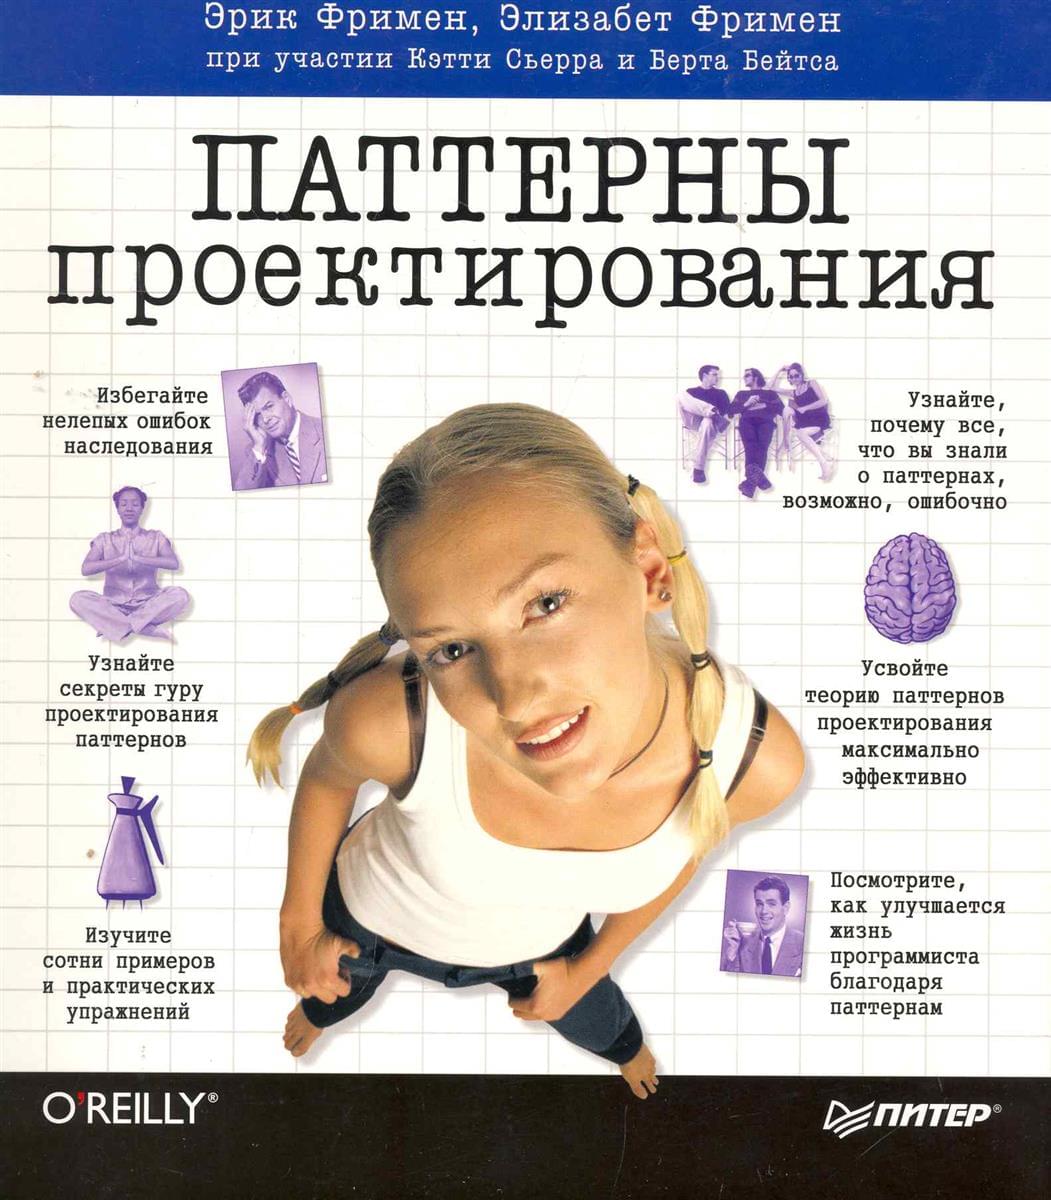 Эрик Фримен, Элизабет Фримен
при участии Кэтти Сьерра и Берта Бейтса
ПАТТЕРНЫ
проектирования
Избегайте
нелепых ошибок
наследования
Узнайте,
почему все,
что вы знали
о паттернах,
возможно, ошибочно
Узнайте
секреты гуру
проектирования
паттернов
Усвойте
теорию паттернов
проектирования
максимально
эффективно
Изучите
сотни примеров
и практических
упражнений
Посмотрите,
как улучшается
жизнь
программиста
благодаря
паттернам
O'REILLY®
ПИТЕР®